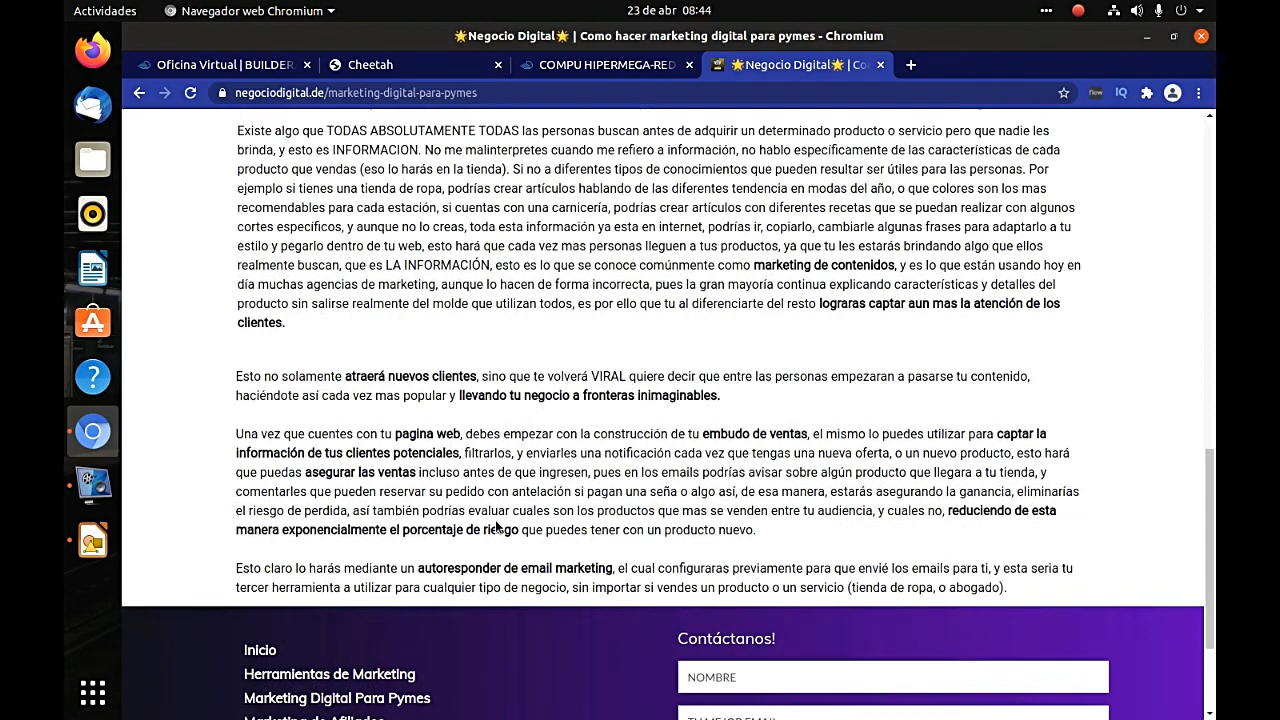 Actividades
Navegador web Chromium
23 de abr 08:44
🌟Negocio Digital🌟 | Como hacer marketing digital para pymes - Chromium
Oficina Virtual | BUILDER
Cheetah
COMPU HIPERMEGA-RED
🌟Negocio Digital🌟 | Co
negociodigital.de/marketing-digital-para-pymes
Existe algo que TODAS ABSOLUTAMENTE TODAS las personas buscan antes de adquirir un determinado producto o servicio pero que nadie les
brinda, y esto es INFORMACION. No me malinterpretes cuando me refiero a información, no hablo específicamente de las características de cada
producto que vendas (eso lo harás en la tienda). Si no a diferentes tipos de conocimientos que pueden resultar ser útiles para las personas. Por
ejemplo si tienes una tienda de ropa, podrías crear artículos hablando de las diferentes tendencia en modas del año, o que colores son los mas
recomendables para cada estación, si cuentas con una carnicería, podrías crear artículos con diferentes recetas que se puedan realizar con algunos
cortes específicos, y aunque no lo creas, toda esta información ya esta en internet, podrías ir, copiarlo, cambiarle algunas frases para adaptarlo a tu
estilo y pegarlo dentro de tu web, esto hará que cada vez mas personas lleguen a tus productos, ya que tu les estarás brindando algo que ellos
realmente buscan, que es LA INFORMACIÓN, esto es lo que se conoce comúnmente como marketing de contenidos, y es lo que están usando hoy en
día muchas agencias de marketing, aunque lo hacen de forma incorrecta, pues la gran mayoría continua explicando características y detalles del
producto sin salirse realmente del molde que utilizan todos, es por ello que tu al diferenciarte del resto lograras captar aun mas la atención de los
clientes.
Esto no solamente atraerá nuevos clientes, sino que te volverá VIRAL quiere decir que entre las personas empezaran a pasarse tu contenido,
haciéndote así cada vez mas popular y llevando tu negocio a fronteras inimaginables.
Una vez que cuentes con tu pagina web, debes empezar con la construcción de tu embudo de ventas, el mismo lo puedes utilizar para captar la
información de tus clientes potenciales, filtrarlos, y enviarles una notificación cada vez que tengas una nueva oferta, o un nuevo producto, esto hará
que puedas asegurar las ventas incluso antes de que ingresen, pues en los emails podrías avisar sobre algún producto que llegara a tu tienda, y
comentarles que pueden reservar su pedido con antelación si pagan una seña o algo así, de esa manera, estarás asegurando la ganancia, eliminarías
el riesgo de perdida, así también podrías evaluar cuales son los productos que mas se venden entre tu audiencia, y cuales no, reduciendo de esta
manera exponencialmente el porcentaje de riesgo que puedes tener con un producto nuevo.
Esto claro lo harás mediante un autoresponder de email marketing, el cual configuraras previamente para que envié los emails para ti, y esta seria tu
tercer herramienta a utilizar para cualquier tipo de negocio, sin importar si vendes un producto o un servicio (tienda de ropa, o abogado).
Inicio
Herramientas de Marketing
Marketing Digital Para Pymes
Marketing de Afiliados
Contáctanos!
NOMBRE
TU MEJOR EMAIL